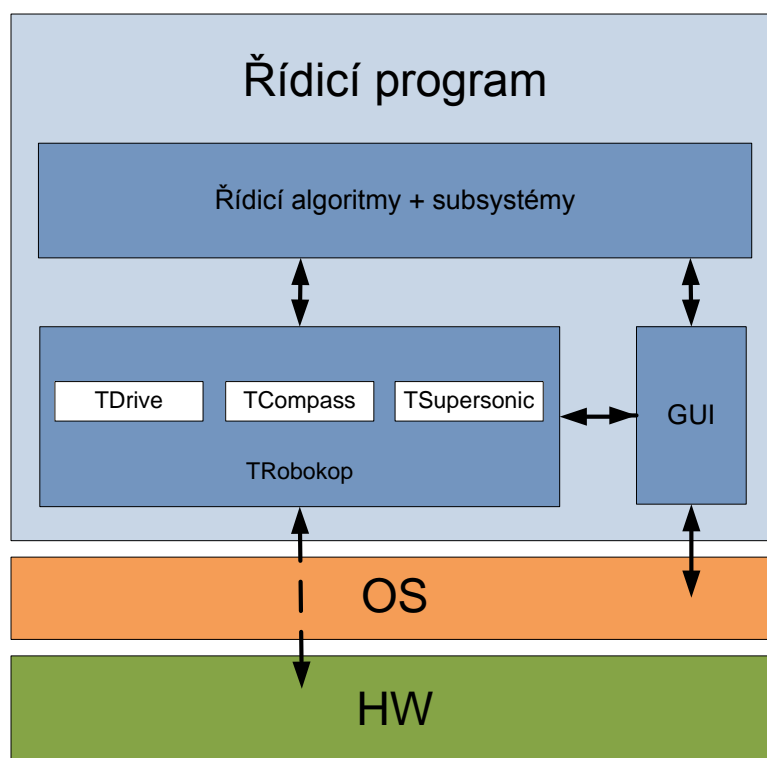 Řídicí program
Řídicí algoritmy + subsystémy
TDrive
TCompass
TSupersonic
GUI
TRobokop
OS
HW